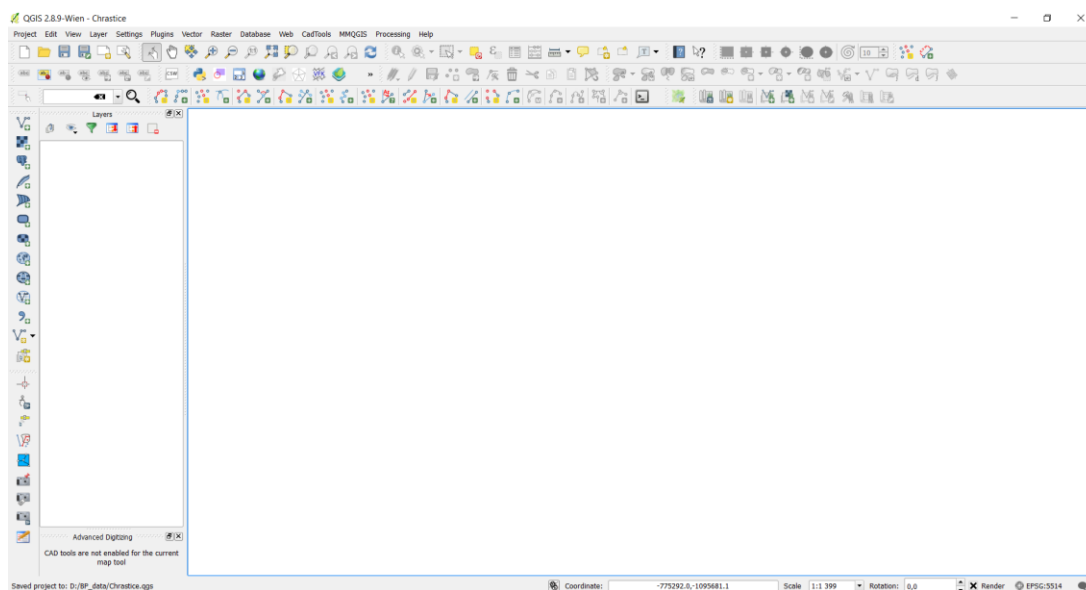 QGIS 2.8.9-Wien - Chrastice
Project Edit View Layer Settings Plugins Vector Raster Database Web CadTools MMQGIS Processing Help
10
CSW
Layers
Advanced Digitizing
CAD tools are not enabled for the current
map tool
Saved project to: D:/BP_data/Chrastice.qgs Coordinate: -775292.0,-1095681.1 Scale 1:1 399 Rotation: 0,0 Render EPSG:5514